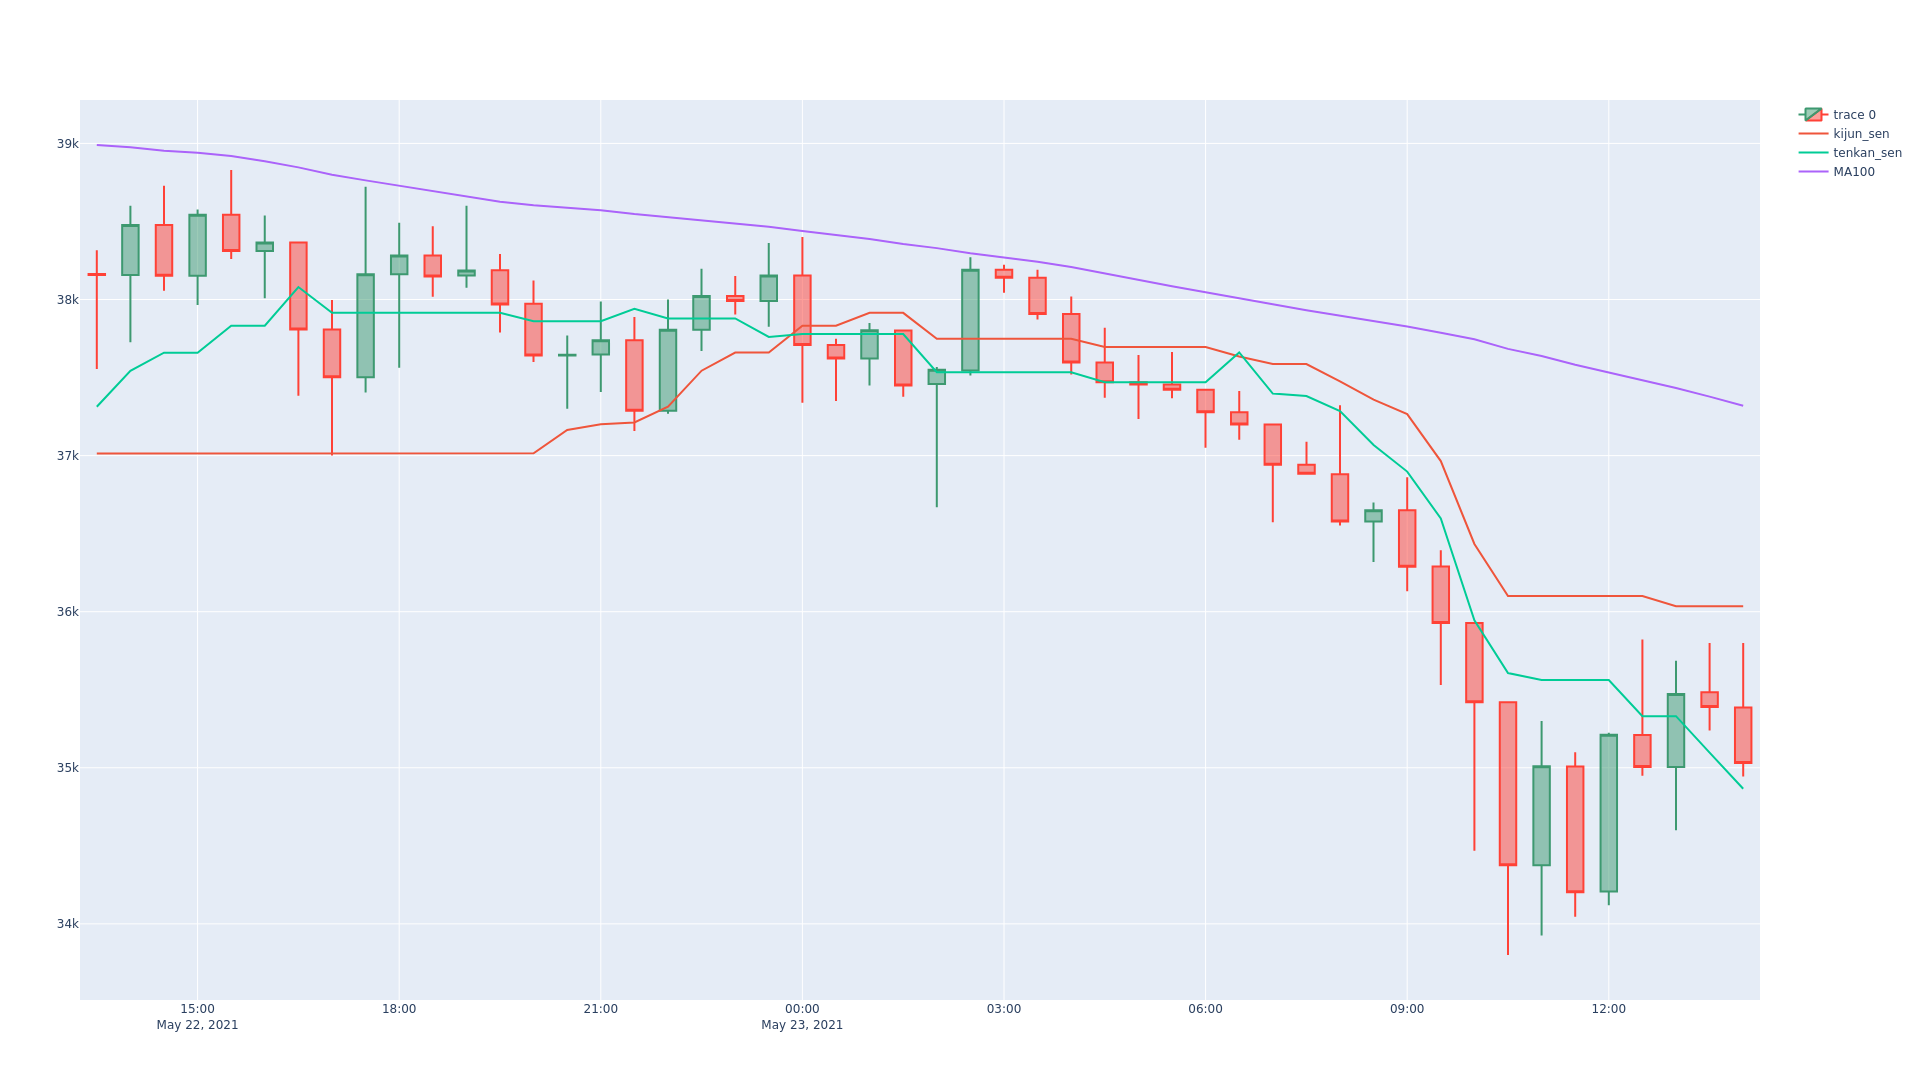 39k
38k
37k
36k
35k
34k
15:00
May 22, 2021
18:00
21:00
00:00
May 23, 2021
03:00
06:00
09:00
12:00
trace 0
kijun_sen
tenkan_sen
MA100